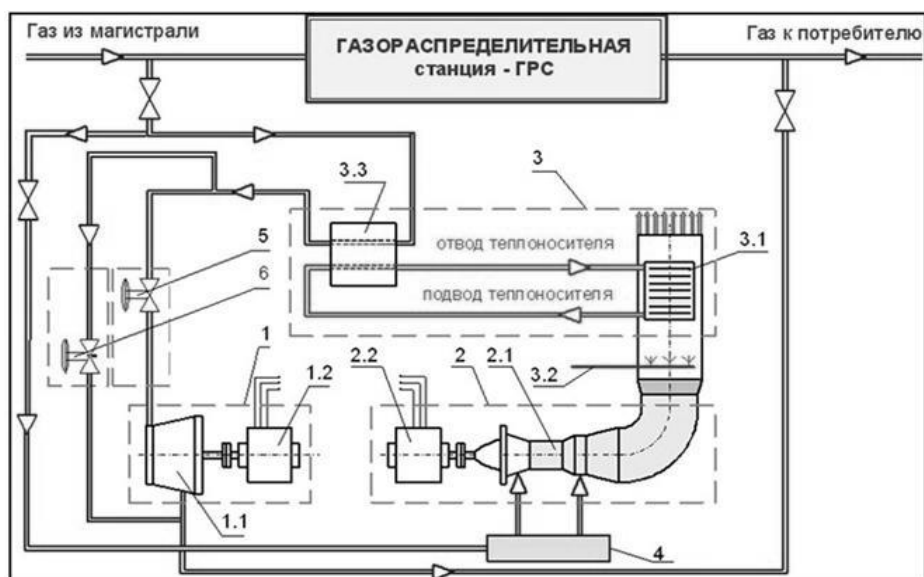 Газ из магистрали
ГАЗОРАСПРЕДЕЛИТЕЛЬНАЯ
станция - ГРС
Газ к потребителю
3.3
3
отвод теплоносителя
3.1
5
6
подвод теплоносителя
3.2
1
1.2
2.2
2
2.1
1.1
4